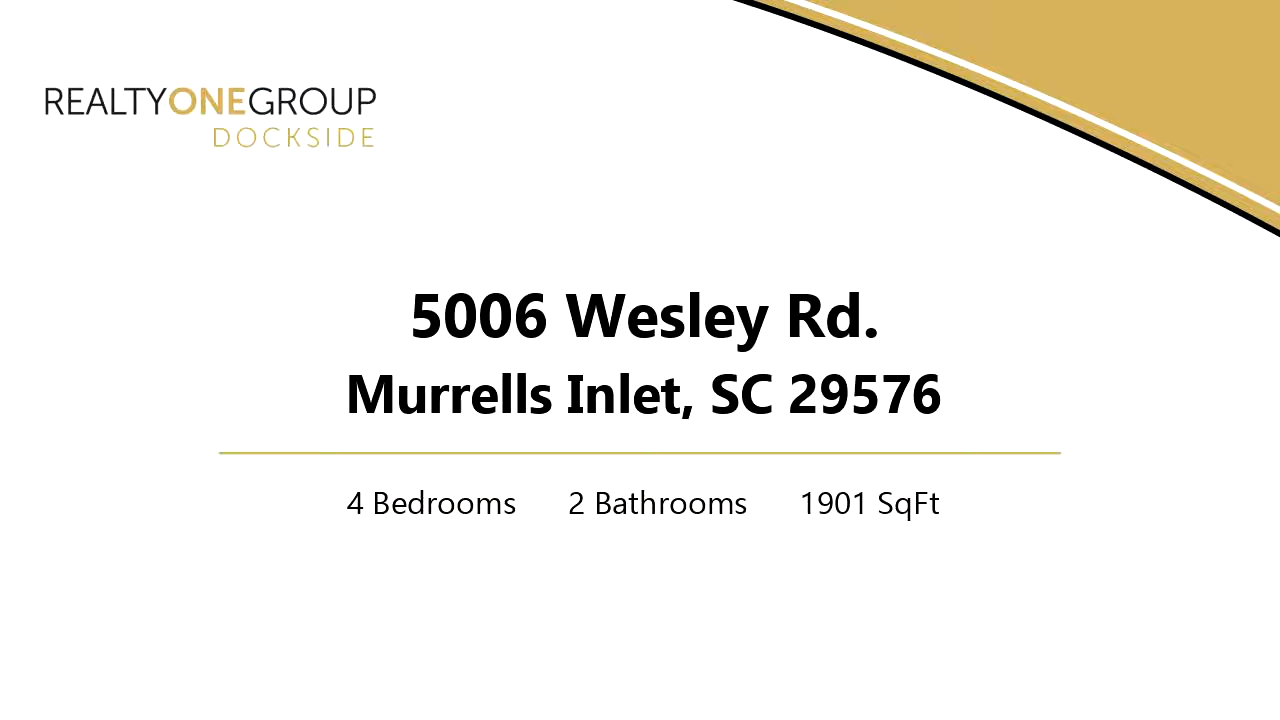 REALTYONEGROUP
DOCKSIDE
5006 Wesley Rd.
Murrells Inlet, SC 29576
4 Bedrooms 2 Bathrooms 1901 SqFt